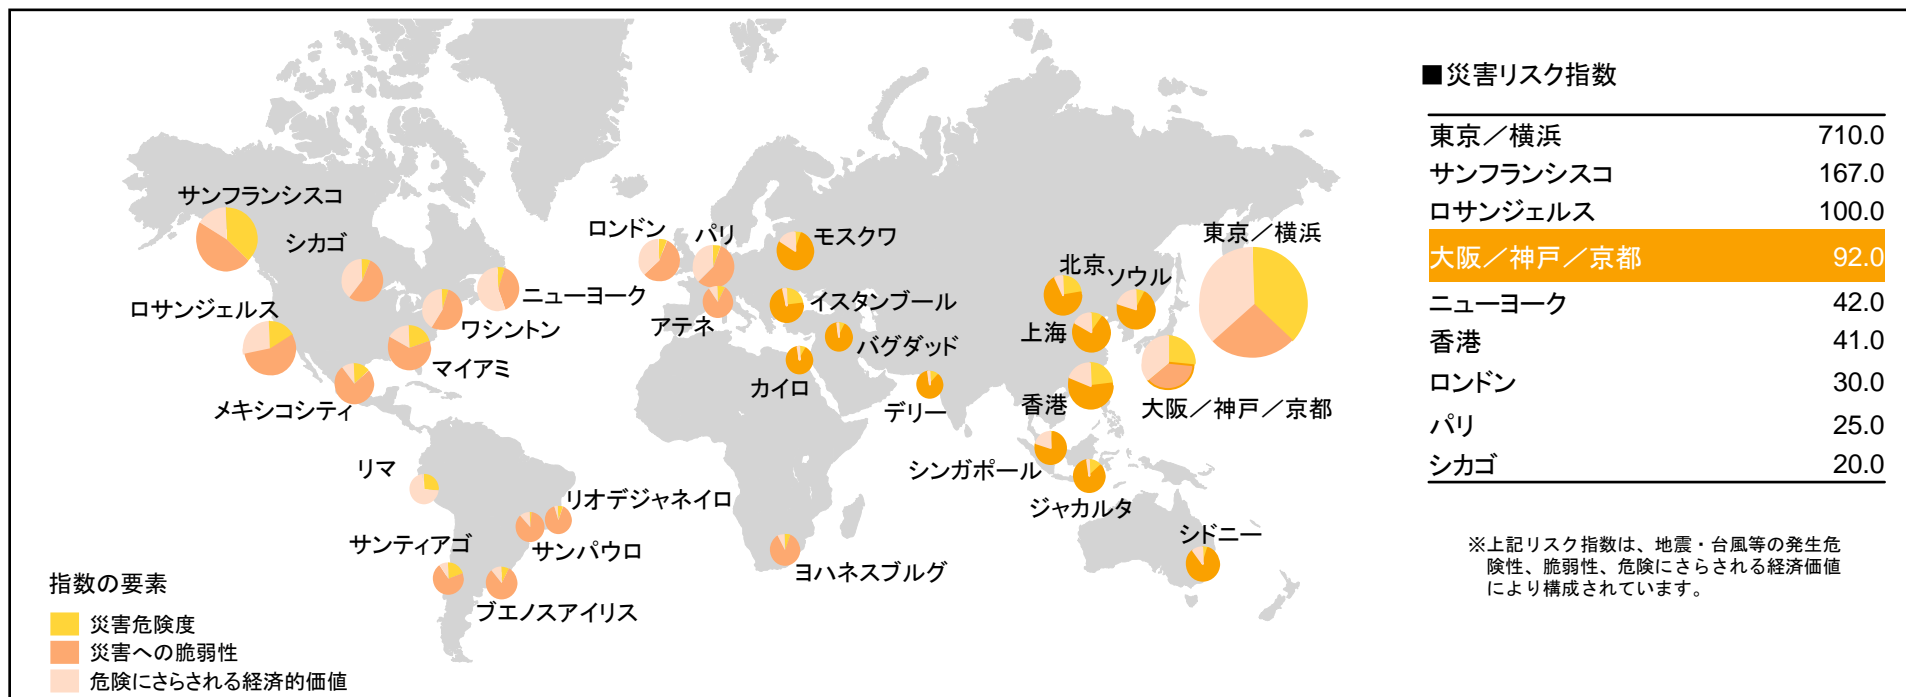 サンフランシスコ
シカゴ
ロサンジェルス
ニューヨーク
ワシントン
マイアミ
メキシコシティ
リマ
リオデジャネイロ
サンパウロ
サンティアゴ
ブエノスアイリス
ロンドン
パリ
モスクワ
アテネ
イスタンブール
バグダッド
カイロ
デリー
ヨハネスブルグ
北京
ソウル
上海
香港
東京／横浜
大阪／神戸／京都
シンガポール
ジャカルタ
シドニー
指数の要素
災害危険度
災害への脆弱性
危険にさらされる経済的価値
■災害リスク指数
東京／横浜 710.0
サンフランシスコ 167.0
ロサンジェルス 100.0
大阪／神戸／京都 92.0
ニューヨーク 42.0
香港 41.0
ロンドン 30.0
パリ 25.0
シカゴ 20.0
※上記リスク指数は、地震・台風等の発生危
険性、脆弱性、危険にさらされる経済価値
により構成されています。